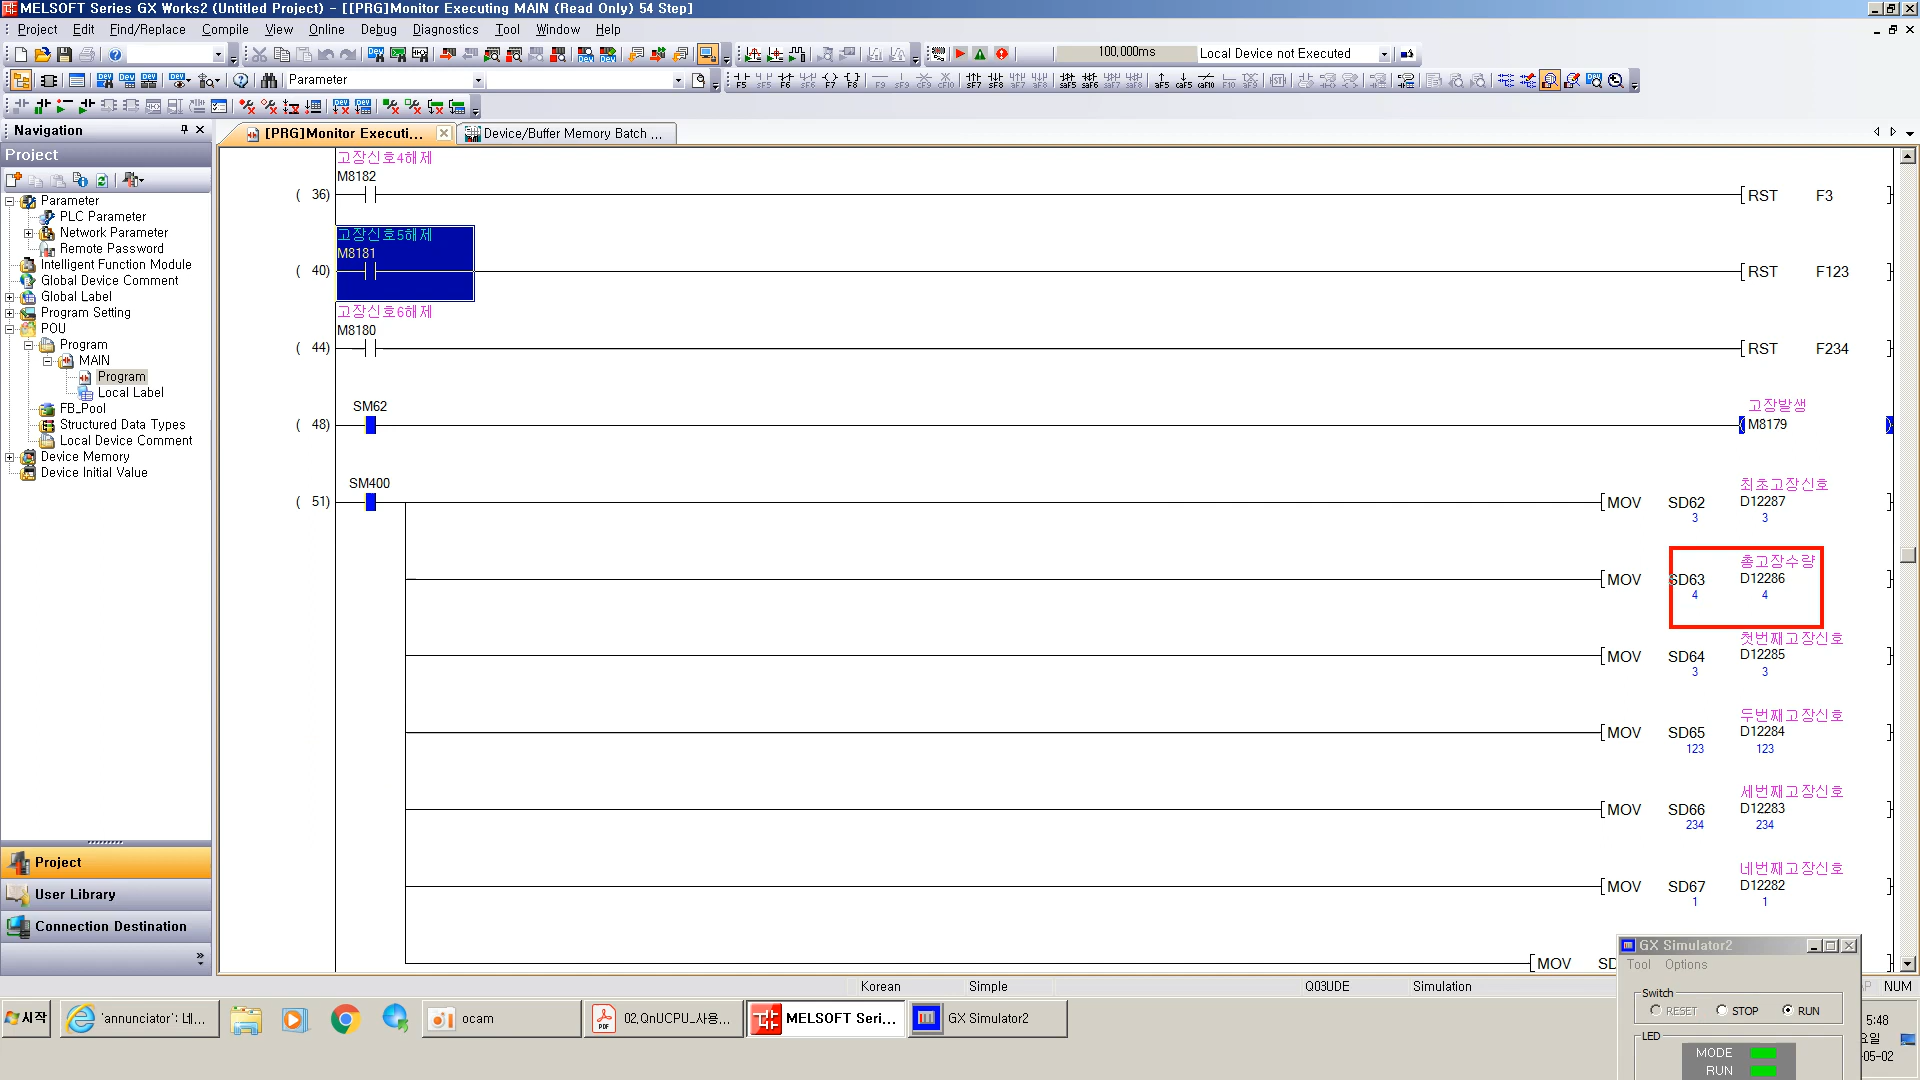 MELSOFT Series GX Works2 (Untitled Project) - [[PRG]Monitor Executing MAIN (Read Only) 54 Step]
Project Edit Find/Replace Compile View Online Debug Diagnostics Tool Window Help
100,000ms Local Device not Executed
Parameter
Navigation
[PRG]Monitor Executi...
Device/Buffer Memory Batch ...
Project
Parameter
PLC Parameter
Network Parameter
Remote Password
Intelligent Function Module
Global Device Comment
Global Label
Program Setting
POU
Program
MAIN
Program
Local Label
FB_Pool
Structured Data Types
Local Device Comment
Device Memory
Device Initial Value
Project
User Library
Connection Destination
고장신호4해제
M8182
( 36) RST F3
고장신호5해제
M8181
( 40) RST F123
고장신호6해제
M8180
( 44) RST F234
SM62 고장발생
( 48) M8179
SM400 최초고장신호
( 51) MOV SD62 D12287
3 3
총고장수량
MOV SD63 D12286
4 4
첫번째고장신호
MOV SD64 D12285
3 3
두번째고장신호
MOV SD65 D12284
123 123
세번째고장신호
MOV SD66 D12283
234 234
네번째고장신호
MOV SD67 D12282
1 1
MOV SD
GX Simulator2
Tool Options
Switch
RESET STOP RUN
LED
MODE
RUN
Korean Simple Q03UDE Simulation NUM
시작
'annunciator' : 네...
ocam
02.QnUCPU_사용...
MELSOFT Seri...
GX Simulator2
5:48
요일
-05-02